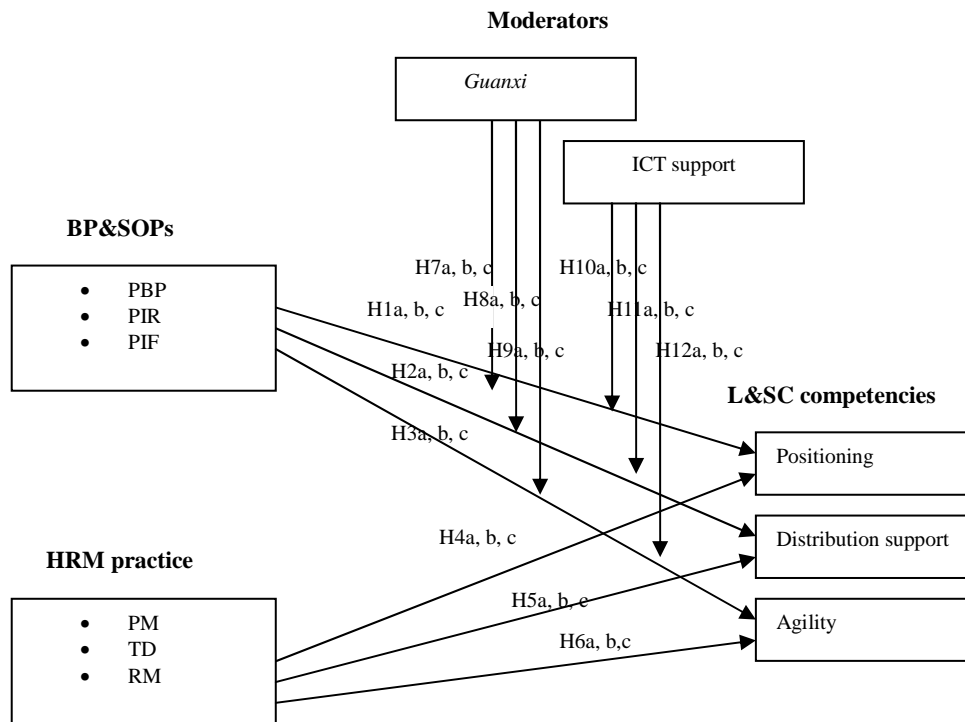 Moderators
Guanxi
ICT support
BP&SOPs
• PBP
• PIR
• PIF
H7a, b, c
H10a, b, c
H8a, b, c
H1a, b, c
H11a, b, c
H9a, b, c
H12a, b, c
H2a, b, c
L&SC competencies
H3a, b, c
Positioning
H4a, b, c
Distribution support
HRM practice
H5a, b, c
• PM
• TD
• RM
Agility
H6a, b,c